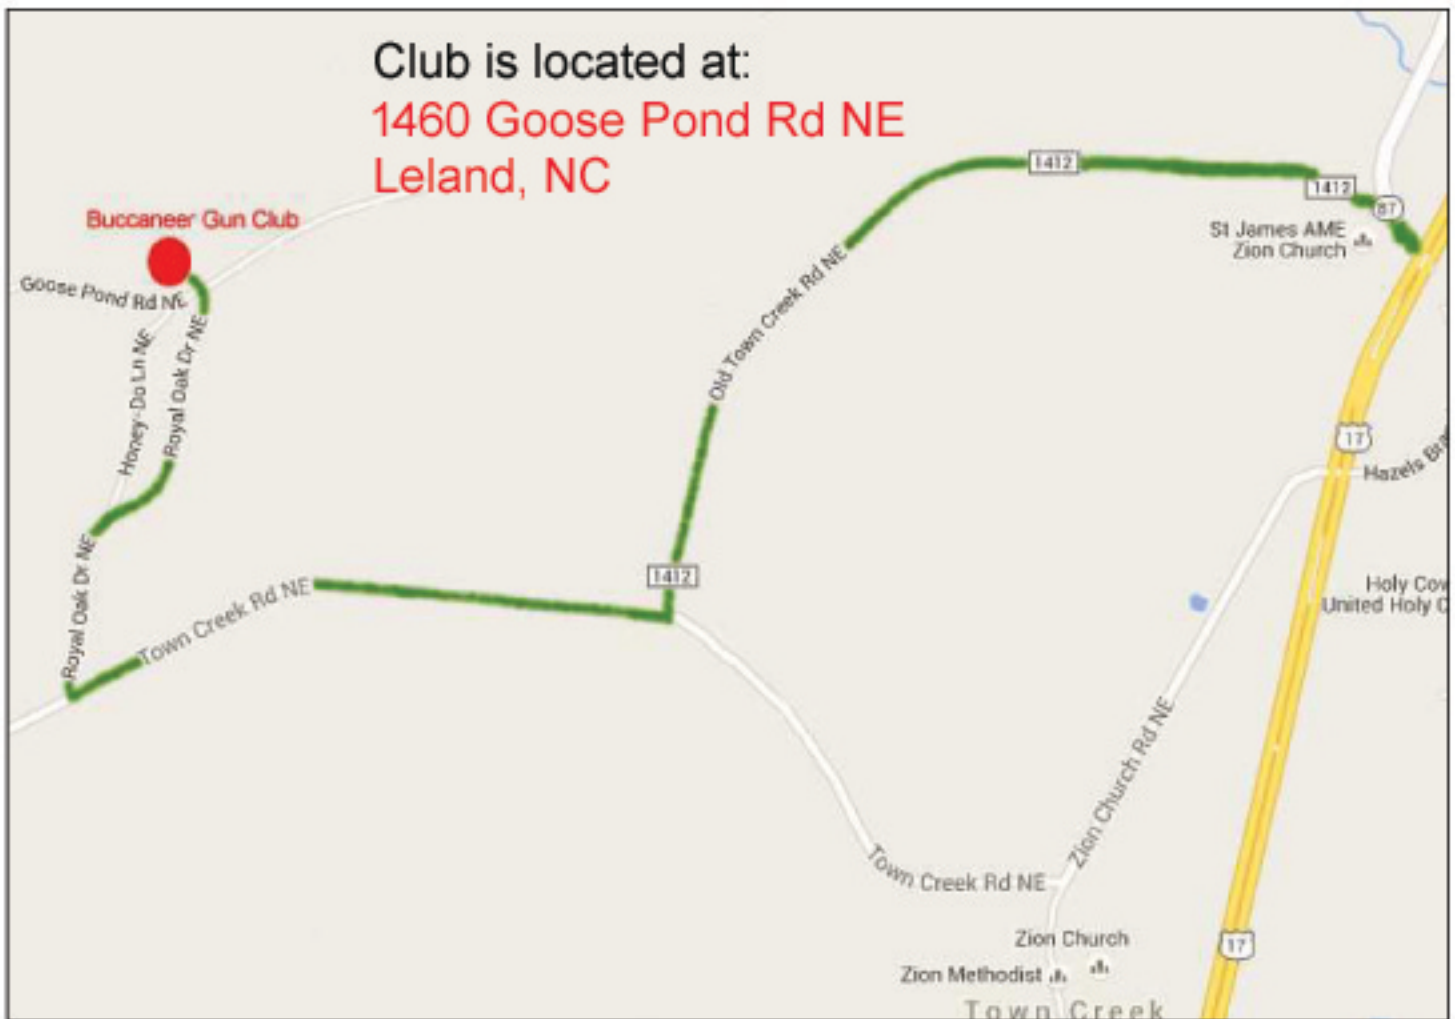 Club is located at:
1460 Goose Pond Rd NE
Leland, NC
1412
1412
87
Buccaneer Gun Club
St James AME
Zion Church
Goose Pond Rd NE
Old Town Creek Rd NE
Honey-Do Ln NE
Royal Oak Dr NE
17
Royal Oak Dr NE
1412
Town Creek Rd NE
Holy
United Holy
Zion Church Rd NE
Town Creek Rd NE
Zion Church
Zion Methodist
17
Town Creek